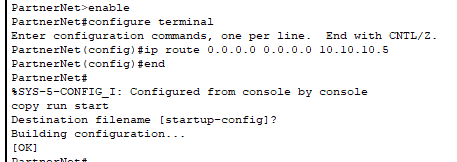 PartnerNet>enable
PartnerNet#configure terminal
Enter configuration commands, one per line.  End with CNTL/Z.
PartnerNet(config)#ip route 0.0.0.0 0.0.0.0 10.10.10.5
PartnerNet(config)#end
PartnerNet#
%SYS-5-CONFIG_I: Configured from console by console
copy run start
Destination filename [startup-config]?
Building configuration...
[OK]
PartnerNet#